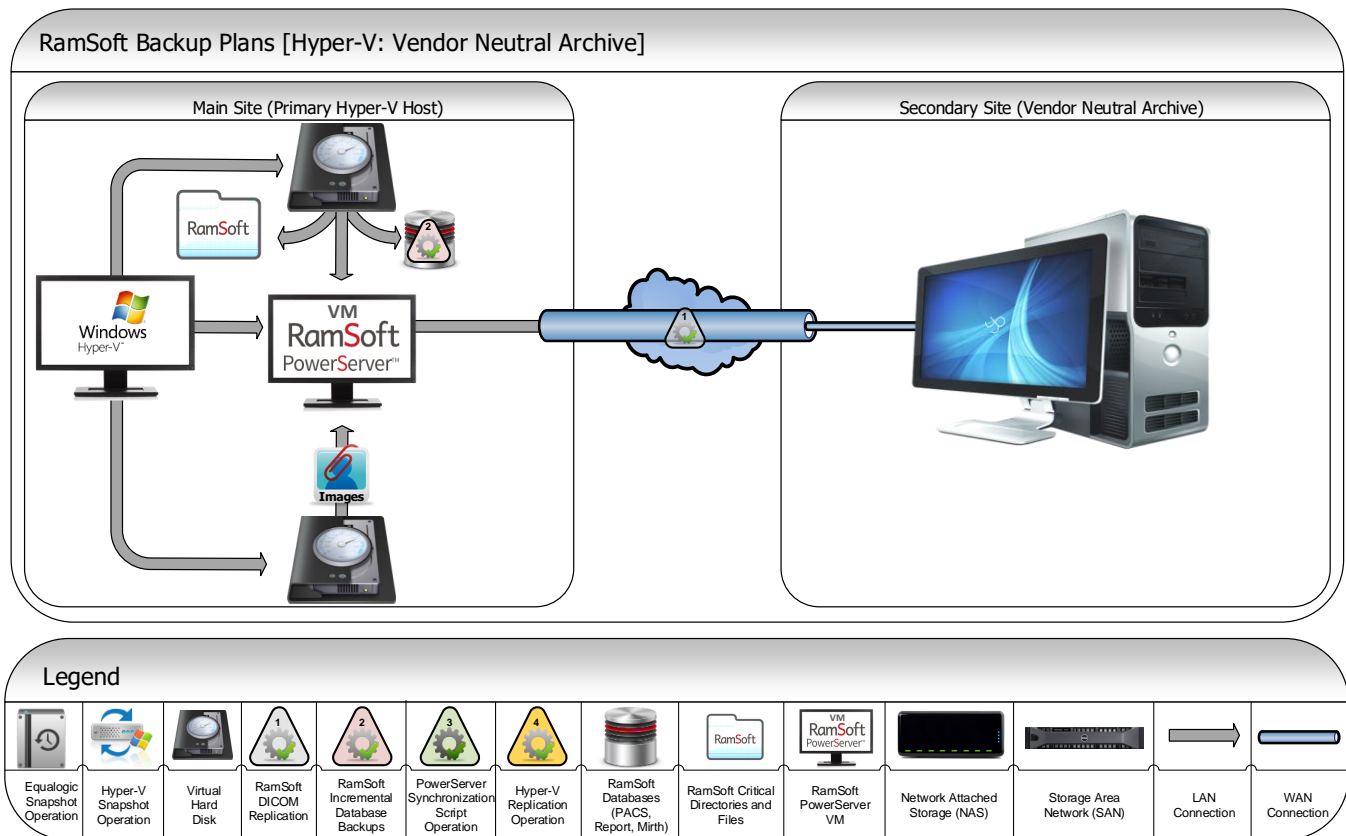 RamSoft Backup Plans [Hyper-V: Vendor Neutral Archive]
Main Site (Primary Hyper-V Host)
Secondary Site (Vendor Neutral Archive)
RamSoft
2
Windows
Hyper-V™
VM
RamSoft
PowerServer™
1
Images
Legend
1
2
3
4
RamSoft
VM
RamSoft
PowerServer™
Equalogic
Snapshot
Operation
Hyper-V
Snapshot
Operation
Virtual
Hard
Disk
RamSoft
DICOM
Replication
RamSoft
Incremental
Database
Backups
PowerServer
Synchronization
Script
Operation
Hyper-V
Replication
Operation
RamSoft
Databases
(PACS,
Report, Mirth)
RamSoft Critical
Directories and
Files
RamSoft
PowerServer
VM
Network Attached
Storage (NAS)
Storage Area
Network (SAN)
LAN
Connection
WAN
Connection